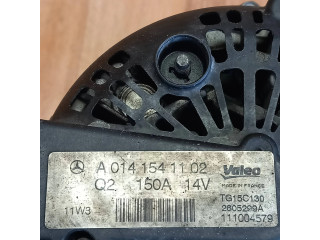 A 014 154 11 02
Valeo
MADE IN FRANCE
Q2 150A 14V
TG15C130
2605299A
11W3
111004579